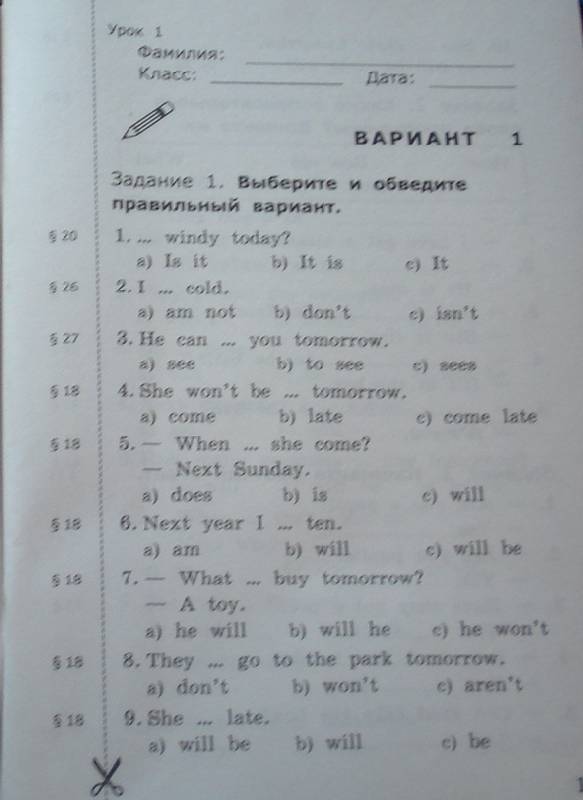 Урок 1
Фамилия:
Класс: Дата:
ВАРИАНТ 1
Задание 1. Выберите и обведите
правильный вариант.
§ 20 1. ... windy today?
a) Is it b) It is c) It
§ 26 2. I ... cold.
a) am not b) don't c) isn't
§ 27 3. He can ... you tomorrow.
a) see b) to see c) sees
§ 18 4. She won't be ... tomorrow.
a) come b) late c) come late
§ 18 5. — When ... she come?
— Next Sunday.
a) does b) is c) will
§ 18 6. Next year I ... ten.
a) am b) will c) will be
§ 18 7. — What ... buy tomorrow?
— A toy.
a) he will b) will he c) he won't
§ 18 8. They ... go to the park tomorrow.
a) don't b) won't c) aren't
§ 18 9. She ... late.
a) will be b) will c) be